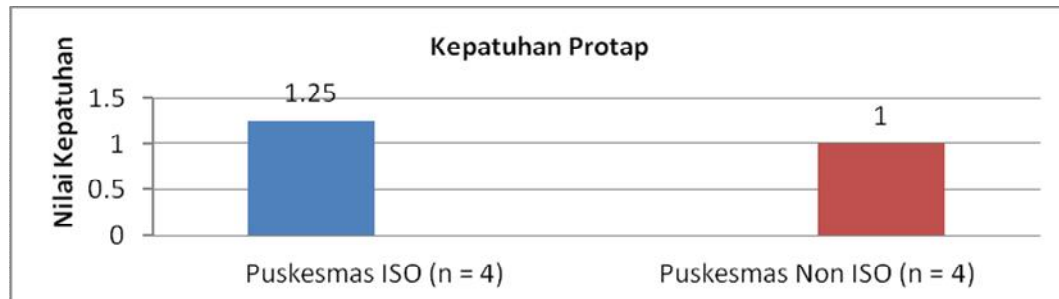 Kepatuhan Protap
Nilai Kepatuhan
1.5
1
0.5
0
1.25
1
Puskesmas ISO (n = 4)
Puskesmas Non ISO (n = 4)